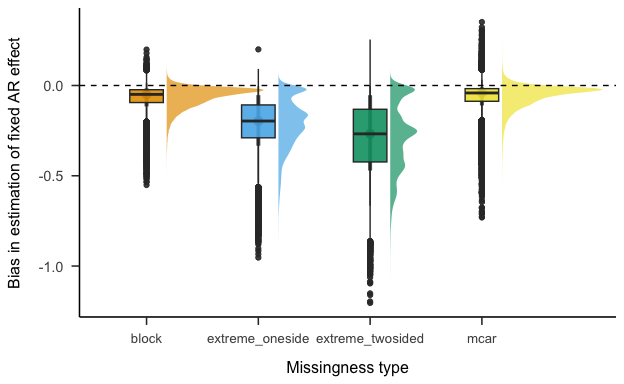 Bias in estimation of fixed AR effect
0.0
-0.5
-1.0
block
extreme_oneside
extreme_twosided
mcar
Missingness type